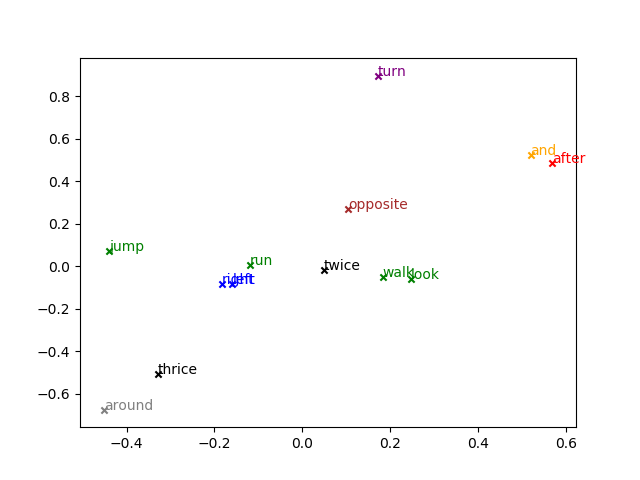 turn
0.8
and
after
0.6
0.4
opposite
0.2
jump
run
twice
0.0
walk
look
right
left
−0.2
−0.4
thrice
−0.6
around
−0.4
−0.2
0.0
0.2
0.4
0.6